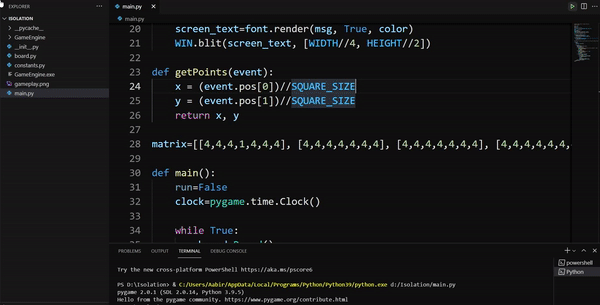 EXPLORER
ISOLATION
__pycache__
GameEngine
__init__.py
board.py
constants.py
GameEngine.exe
gameplay.png
main.py
main.py
main.py
20 screen_text=font.render(msg, True, color)
21 WIN.blit(screen_text, [WIDTH//4, HEIGHT//2])
22
23 def getPoints(event):
24 x = (event.pos[0])//SQUARE_SIZE
25 y = (event.pos[1])//SQUARE_SIZE
26 return x, y
27
28 matrix=[[4,4,4,1,4,4,4], [4,4,4,4,4,4,4], [4,4,4,4,4,4,4], [4,4,4,4,4,4,
29
30 def main():
31 run=False
32 clock=pygame.time.Clock()
33
34 while True:
35
PROBLEMS OUTPUT TERMINAL DEBUG CONSOLE
Try the new cross-platform PowerShell https://aka.ms/pscore6
PS D:\Isolation> & C:/Users/Aabir/AppData/Local/Programs/Python/Python39/python.exe d:/Isolation/main.py
pygame 2.0.1 (SDL 2.0.14, Python 3.9.5)
Hello from the pygame community. https://www.pygame.org/contribute.html
powershell
Python